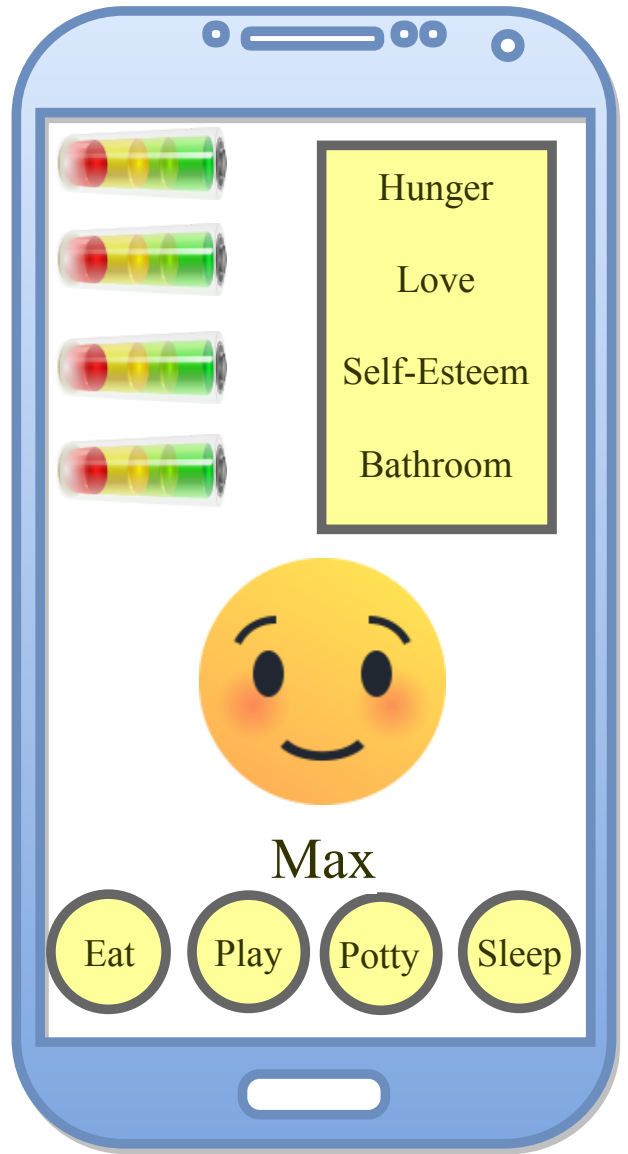 Hunger
Love
Self-Esteem
Bathroom
Max
Eat
Play
Potty
Sleep